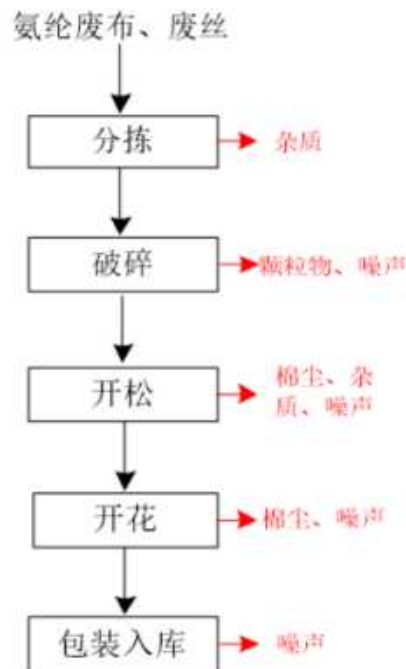 氨纶废布、废丝
分拣
杂质
破碎
颗粒物、噪声
开松
棉尘、杂
质、噪声
开花
棉尘、噪声
包装入库
噪声